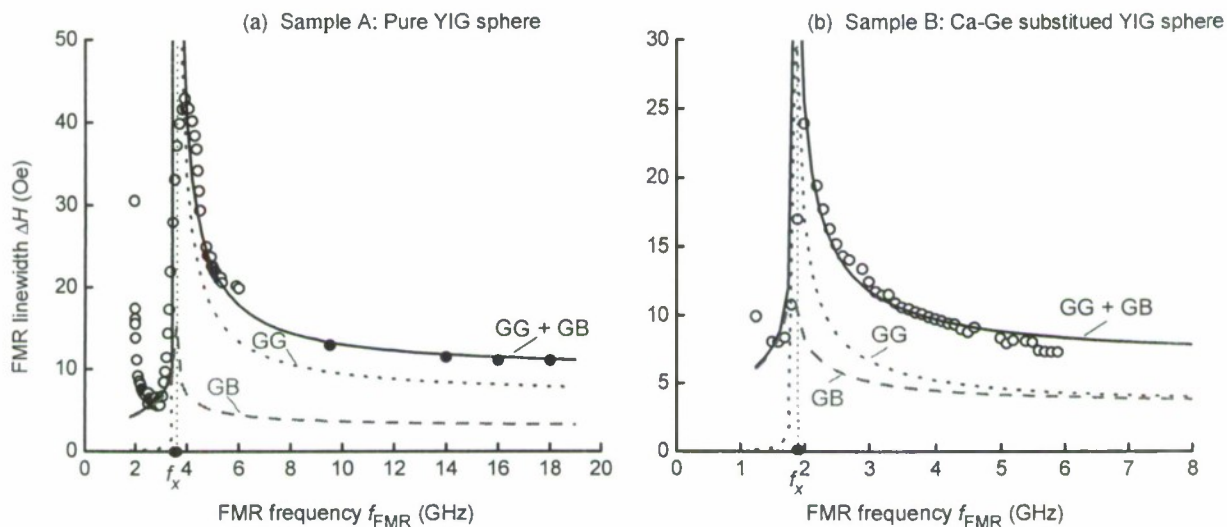 (a) Sample A: Pure YIG sphere
50
40
30
20
10
0
FMR linewidth ΔH (Oe)
GG + GB
GG
GB
0 2 4 6 8 10 12 14 16 18 20
f_x
FMR frequency f_FMR (GHz)
(b) Sample B: Ca-Ge substitued YIG sphere
30
25
20
15
10
5
0
GG + GB
GG
GB
0 1 2 3 4 5 6 7 8
f_x
FMR frequency f_FMR (GHz)